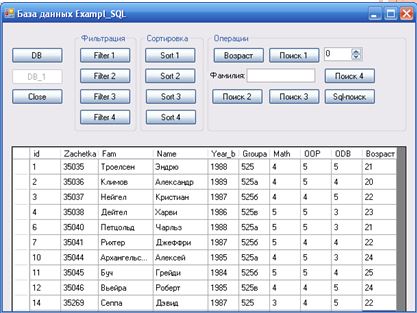 База данных Exampl_SQL
Фильтрация Сортировка Операции
DB Filter 1 Sort 1 Возраст Поиск 1 0
DB_1 Filter 2 Sort 2 Фамилия: Поиск 4
Close Filter 3 Sort 3 Поиск 2 Поиск 3 Sql-поиск
Filter 4 Sort 4
id Zachetka Fam Name Year_b Groupa Math OOP ODB Возраст
1 35035 Троелсен Эндрю 1988 525 4 5 5 21
2 35036 Климов Александр 1989 525а 4 5 4 20
3 35037 Нейгел Кристиан 1987 525б 4 4 5 22
4 35038 Дейтел Харви 1986 525в 5 5 3 23
6 35040 Петцольд Чарльз 1988 525а 5 5 3 21
7 35041 Рихтер Джеффри 1987 525б 5 4 4 22
10 35044 Архангельс... Алексей 1985 525а 4 5 3 24
11 35045 Буч Грейди 1984 525б 5 5 5 25
12 35046 Вьейра Роберт 1985 525в 4 4 5 24
14 35269 Сеппа Дэвид 1987 525 3 4 5 22